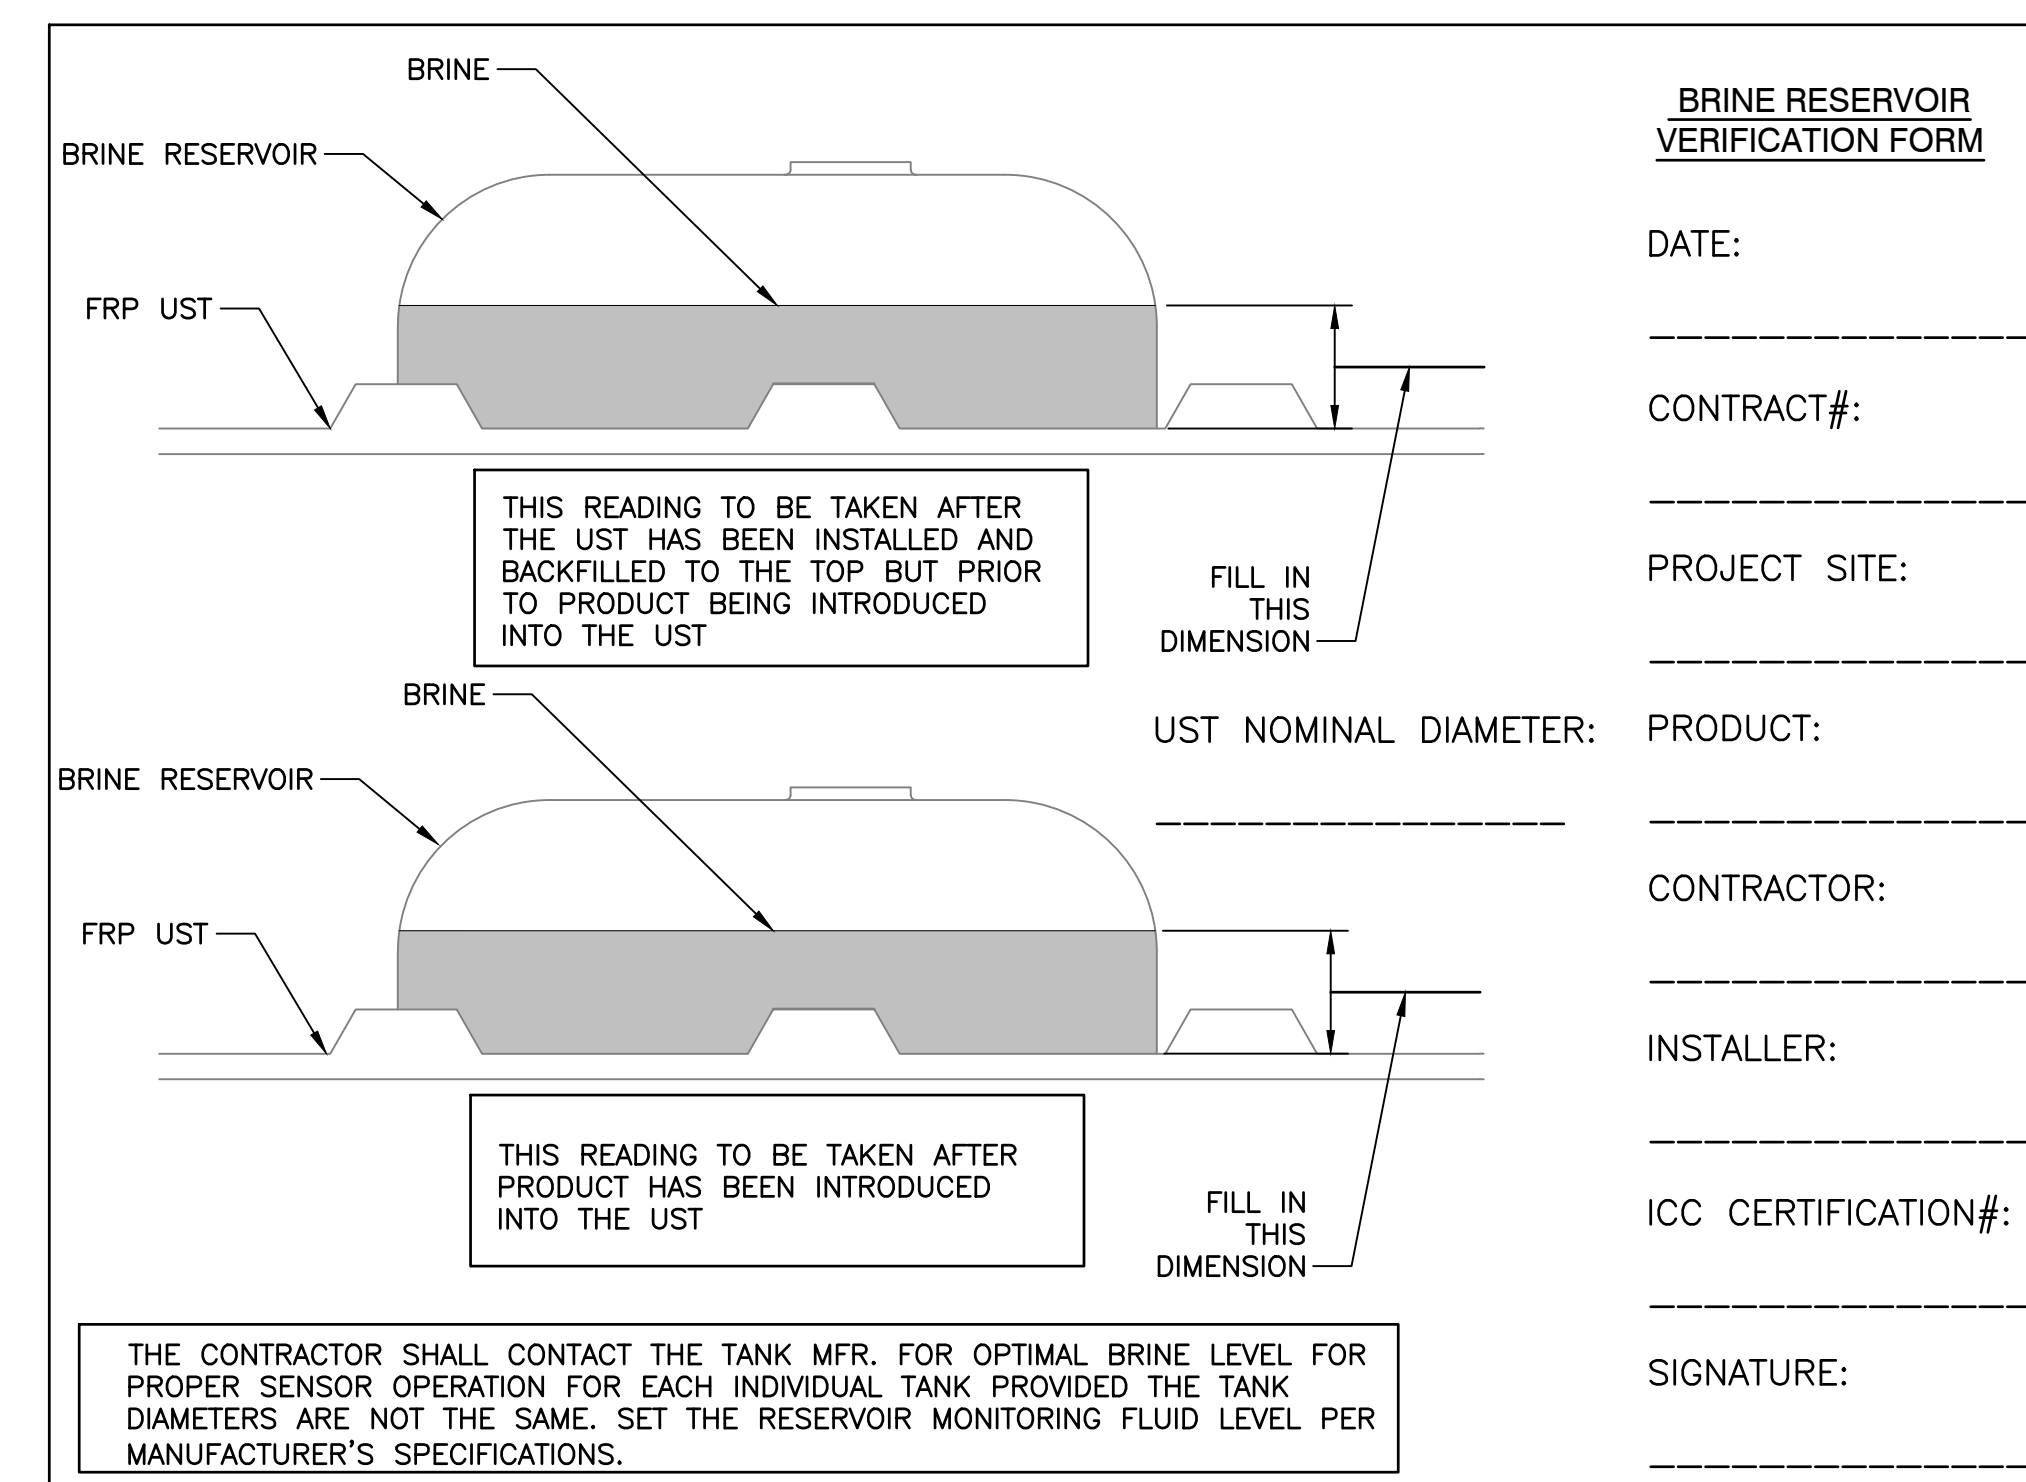 BRINE
BRINE RESERVOIR
FRP UST
THIS READING TO BE TAKEN AFTER
THE UST HAS BEEN INSTALLED AND
BACKFILLED TO THE TOP BUT PRIOR
TO PRODUCT BEING INTRODUCED
INTO THE UST
FILL IN
THIS
DIMENSION
BRINE
BRINE RESERVOIR
FRP UST
UST NOMINAL DIAMETER:
THIS READING TO BE TAKEN AFTER
PRODUCT HAS BEEN INTRODUCED
INTO THE UST
FILL IN
THIS
DIMENSION
THE CONTRACTOR SHALL CONTACT THE TANK MFR. FOR OPTIMAL BRINE LEVEL FOR
PROPER SENSOR OPERATION FOR EACH INDIVIDUAL TANK PROVIDED THE TANK
DIAMETERS ARE NOT THE SAME. SET THE RESERVOIR MONITORING FLUID LEVEL PER
MANUFACTURER'S SPECIFICATIONS.
BRINE RESERVOIR
VERIFICATION FORM
DATE:
CONTRACT#:
PROJECT SITE:
PRODUCT:
CONTRACTOR:
INSTALLER:
ICC CERTIFICATION#:
SIGNATURE: